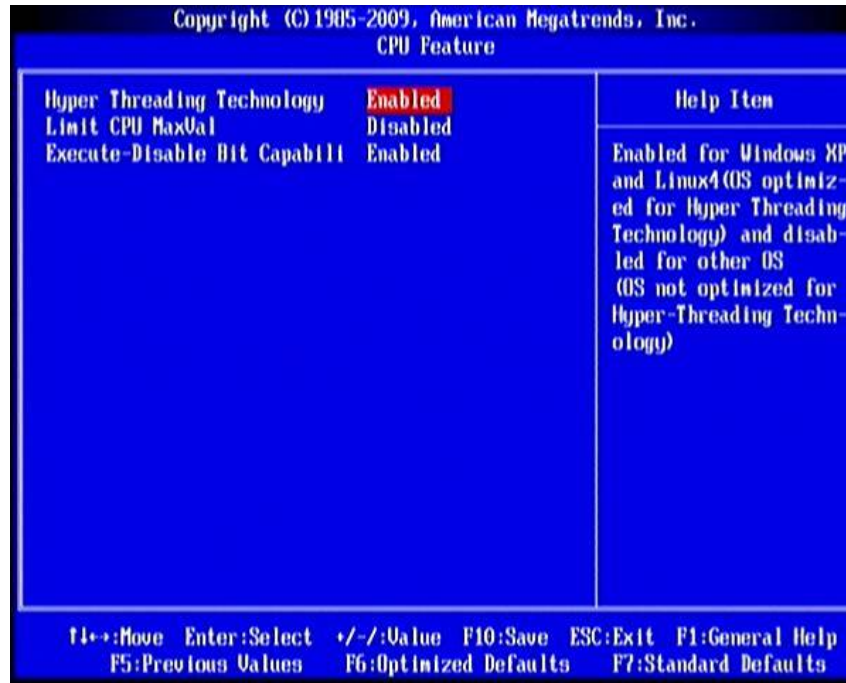 Copyright (C)1985-2009, American Megatrends, Inc.
CPU Feature
Hyper Threading Technology Enabled
Limit CPU MaxVal Disabled
Execute-Disable Bit Capabili Enabled
Help Item
Enabled for Windows XP
and Linux4(OS optimiz-
ed for Hyper Threading
Technology) and disab-
led for other OS
(OS not optimized for
Hyper-Threading Techn-
ology)
↑↓←→:Move Enter:Select +/-/:Value F10:Save ESC:Exit F1:General Help
F5:Previous Values F6:Optimized Defaults F7:Standard Defaults